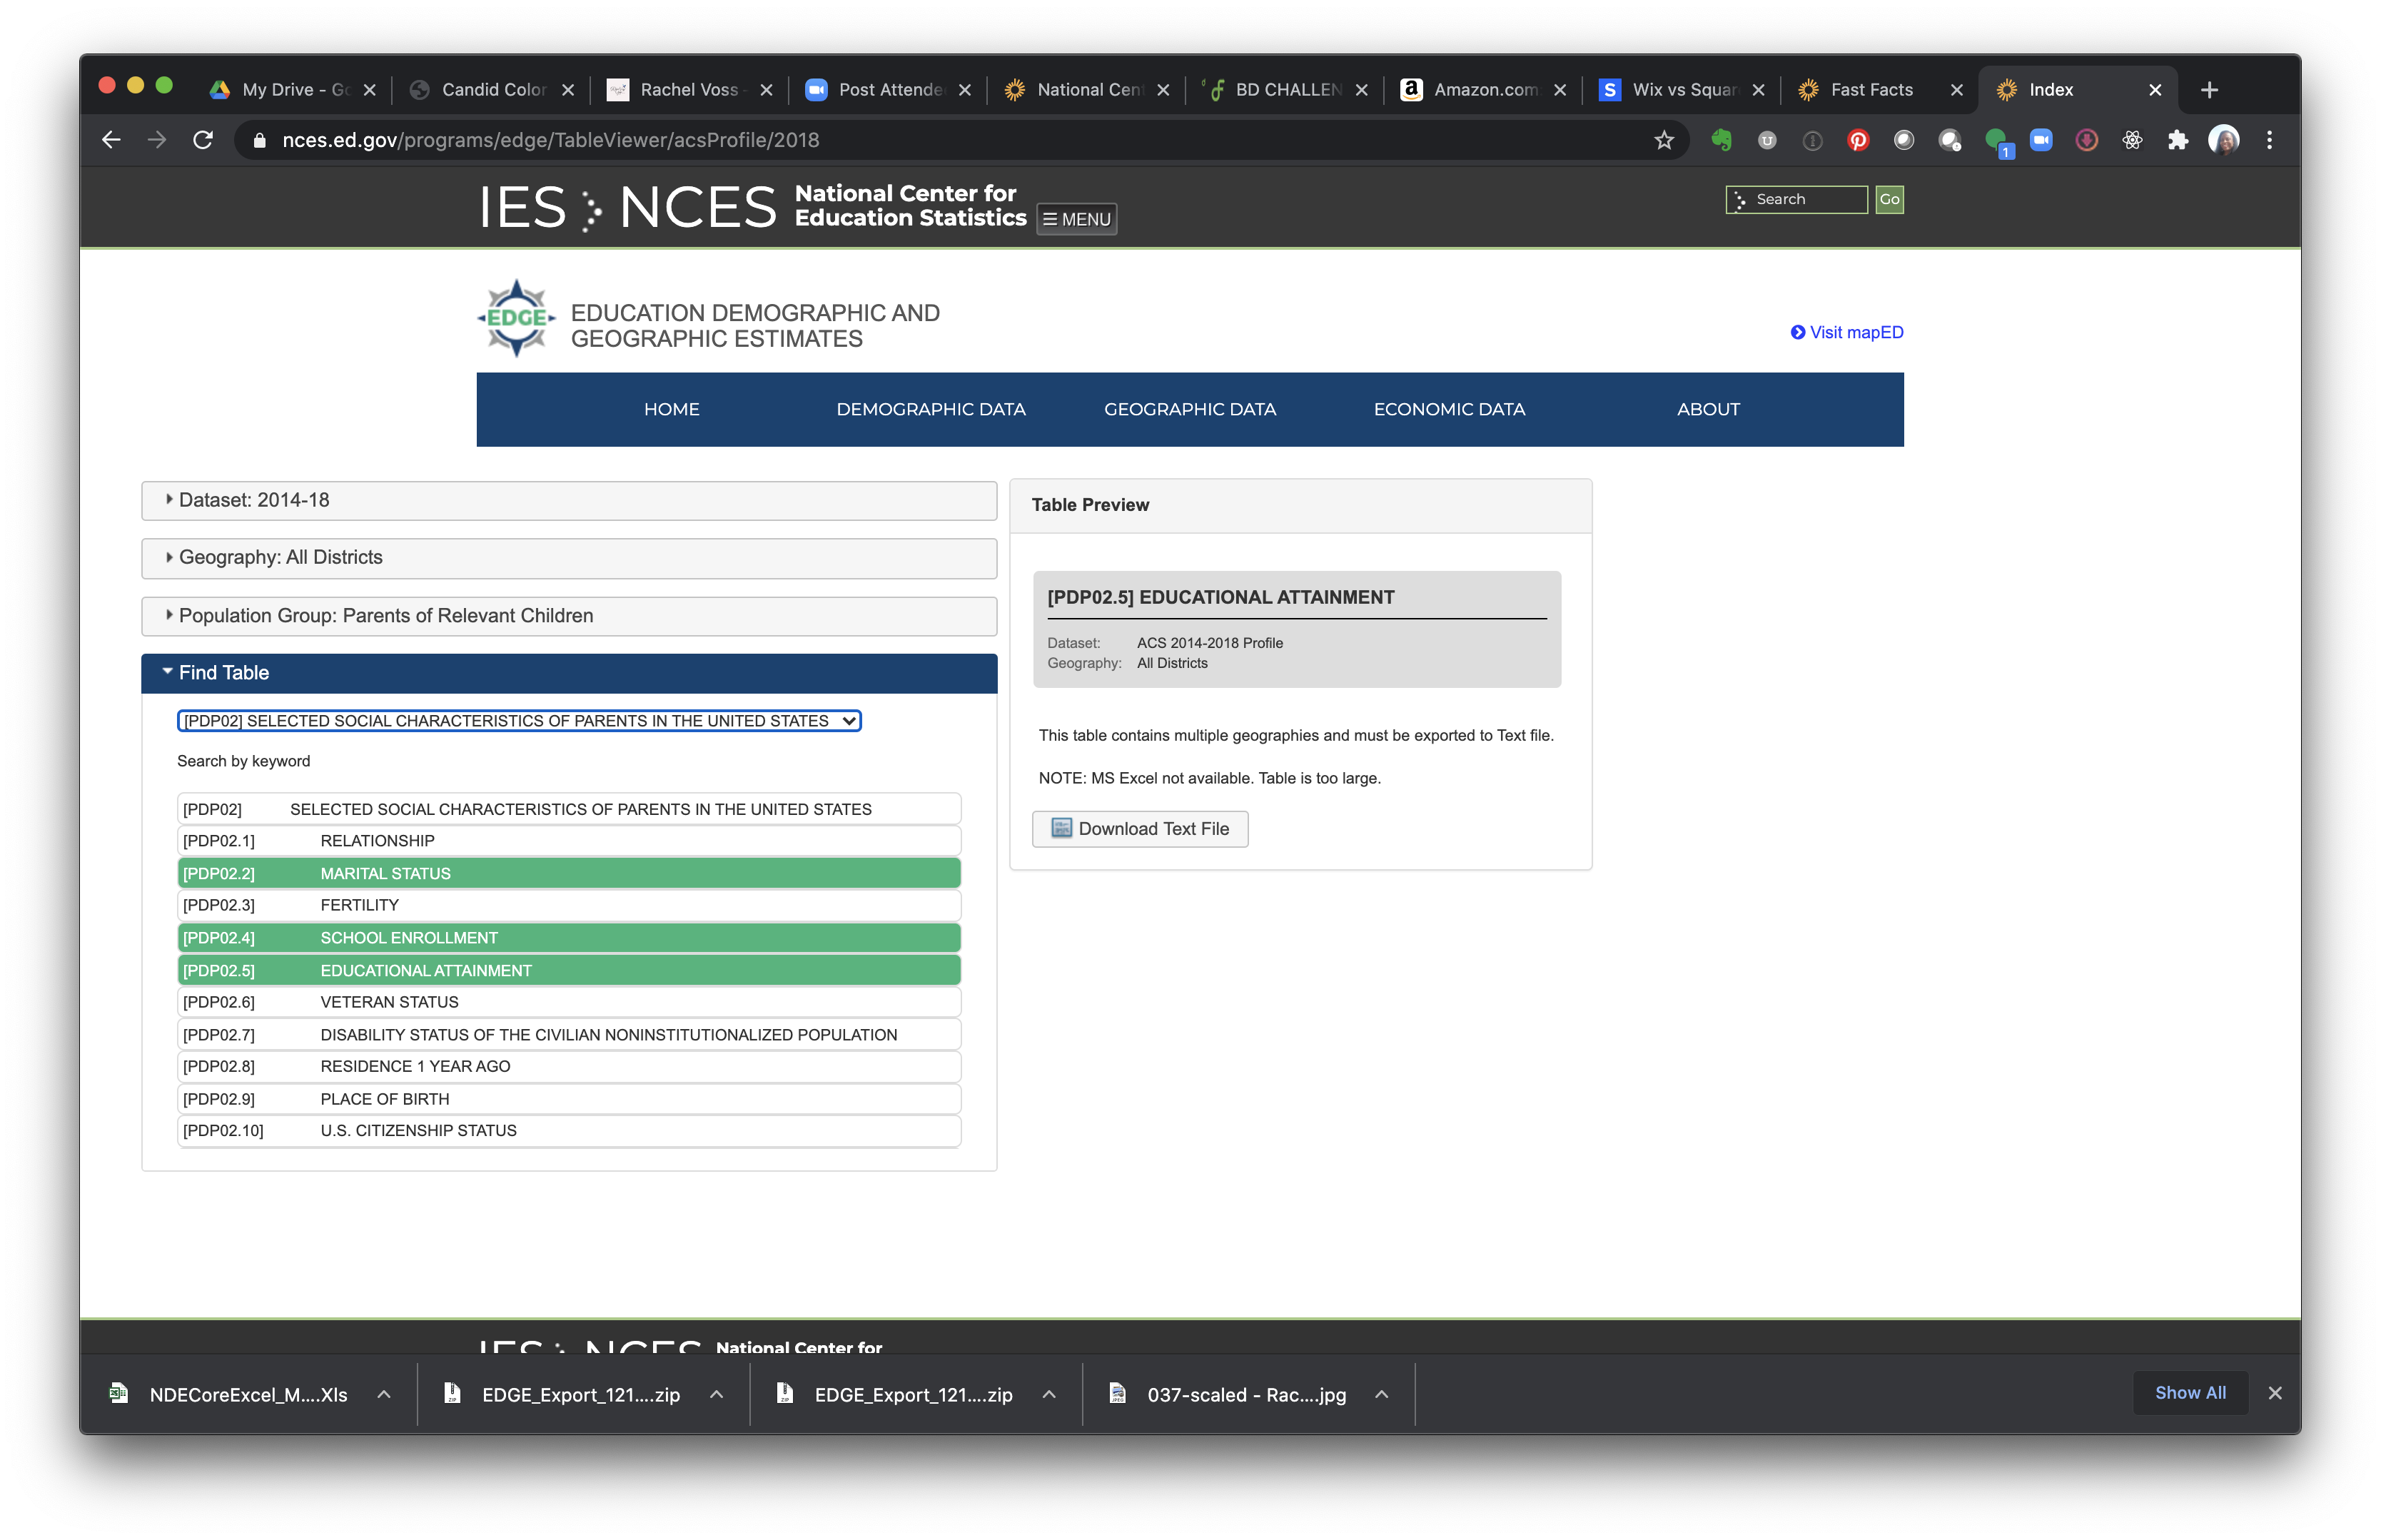 My Drive - Go
Candid Color
Rachel Voss -
Post Attende
National Cent
BD CHALLEN
Amazon.com:
Wix vs Squar
Fast Facts
Index
nces.ed.gov/programs/edge/TableViewer/acsProfile/2018
1
IES NCES National Center for
Education Statistics
☰ MENU
Search
Go
EDGE
EDUCATION DEMOGRAPHIC AND
GEOGRAPHIC ESTIMATES
Visit mapED
HOME
DEMOGRAPHIC DATA
GEOGRAPHIC DATA
ECONOMIC DATA
ABOUT
Dataset: 2014-18
Geography: All Districts
Population Group: Parents of Relevant Children
Find Table
[PDP02] SELECTED SOCIAL CHARACTERISTICS OF PARENTS IN THE UNITED STATES
Search by keyword
[PDP02] SELECTED SOCIAL CHARACTERISTICS OF PARENTS IN THE UNITED STATES
[PDP02.1] RELATIONSHIP
[PDP02.2] MARITAL STATUS
[PDP02.3] FERTILITY
[PDP02.4] SCHOOL ENROLLMENT
[PDP02.5] EDUCATIONAL ATTAINMENT
[PDP02.6] VETERAN STATUS
[PDP02.7] DISABILITY STATUS OF THE CIVILIAN NONINSTITUTIONALIZED POPULATION
[PDP02.8] RESIDENCE 1 YEAR AGO
[PDP02.9] PLACE OF BIRTH
[PDP02.10] U.S. CITIZENSHIP STATUS
Table Preview
[PDP02.5] EDUCATIONAL ATTAINMENT
Dataset: ACS 2014-2018 Profile
Geography: All Districts
This table contains multiple geographies and must be exported to Text file.
NOTE: MS Excel not available. Table is too large.
Download Text File
IES NCES National Center for
NDECoreExcel_M....Xls
EDGE_Export_121....zip
EDGE_Export_121....zip
037-scaled - Rac....jpg
Show All